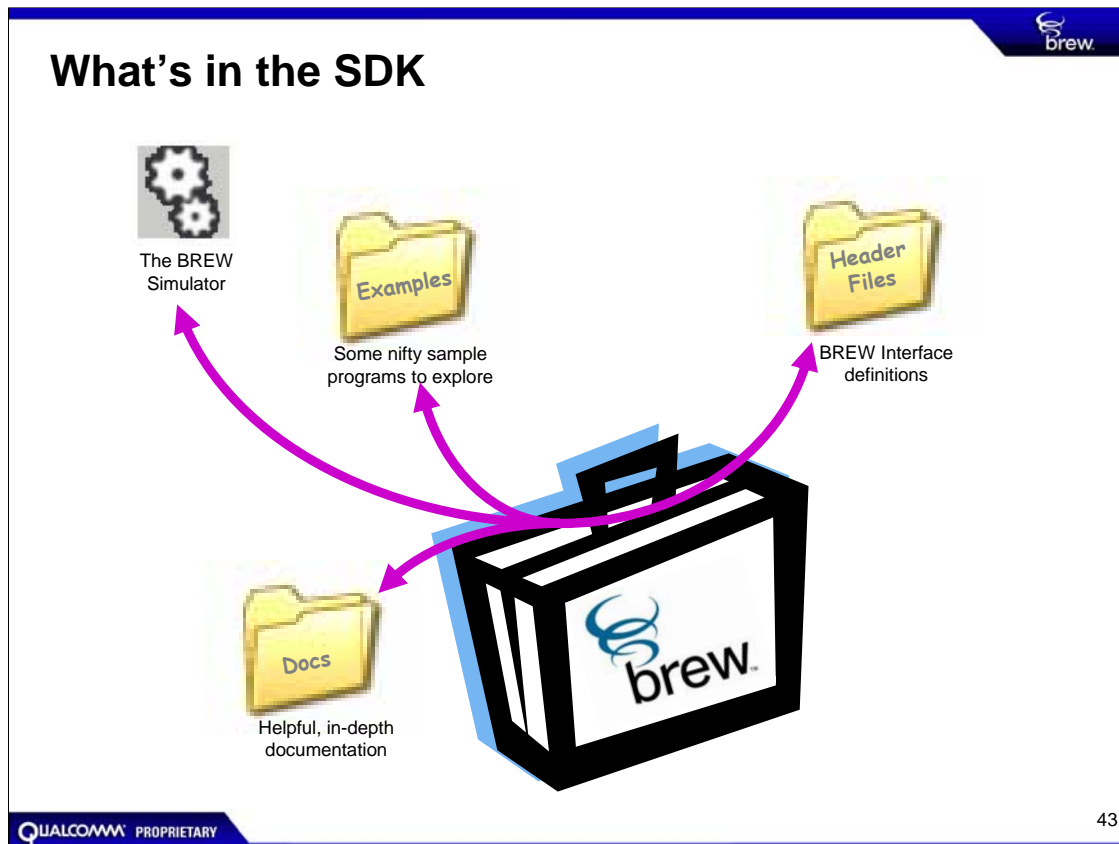 brew.
What's in the SDK
The BREW
Simulator
Examples
Some nifty sample
programs to explore
Header
Files
BREW Interface
definitions
Docs
Helpful, in-depth
documentation
brew™
QUALCOMM® PROPRIETARY
43